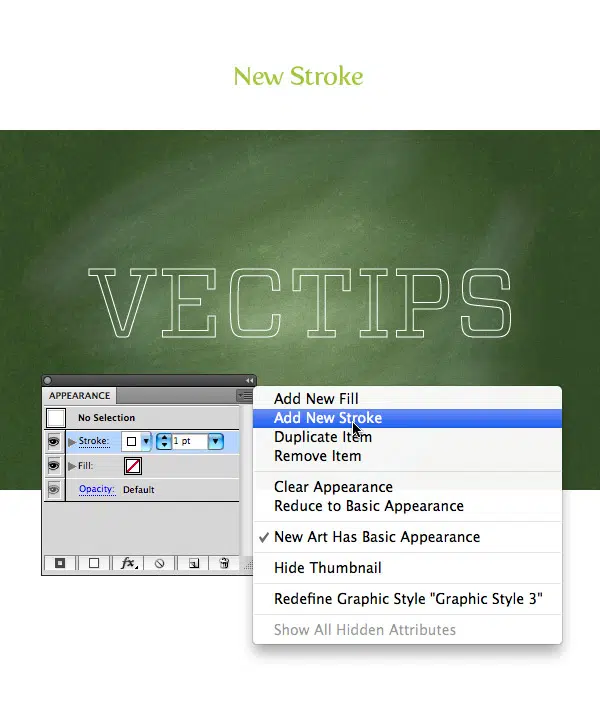 New Stroke
VECTIPS
APPEARANCE
No Selection
Stroke: 1 pt
Fill:
Opacity: Default
fx
Add New Fill
Add New Stroke
Duplicate Item
Remove Item
Clear Appearance
Reduce to Basic Appearance
✓ New Art Has Basic Appearance
Hide Thumbnail
Redefine Graphic Style "Graphic Style 3"
Show All Hidden Attributes